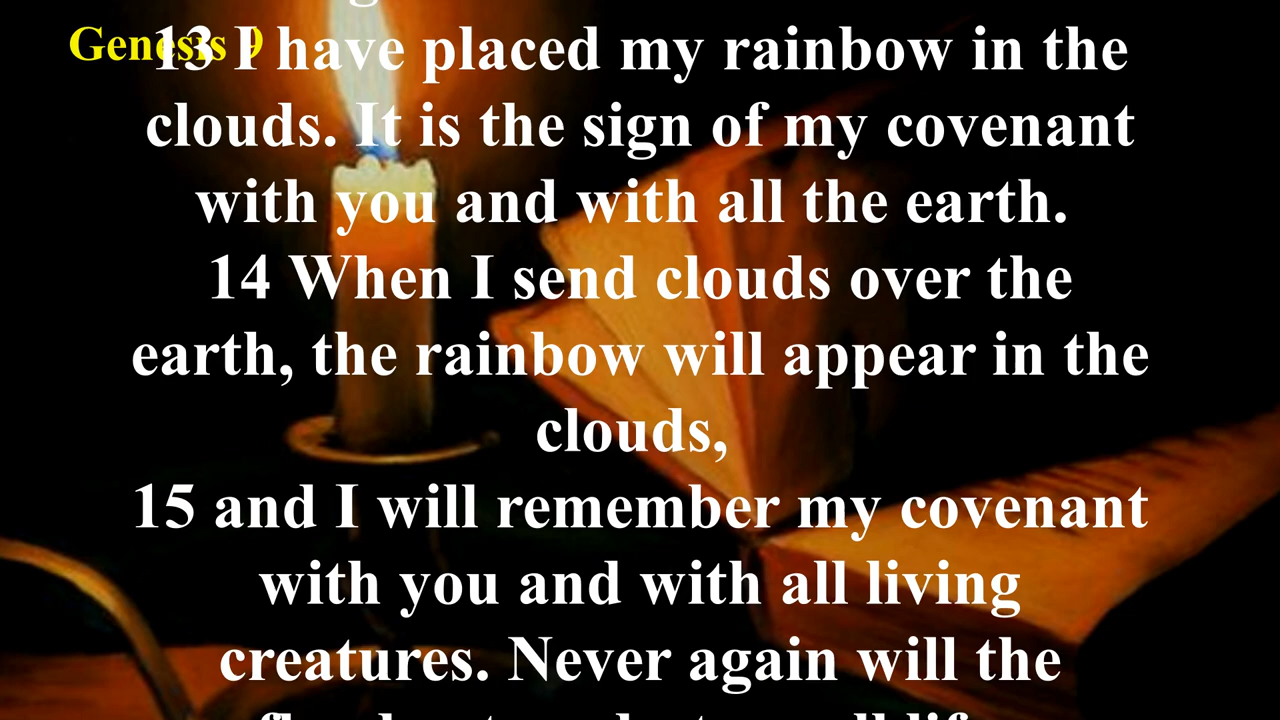 Genesis 9
13 I have placed my rainbow in the
clouds. It is the sign of my covenant
with you and with all the earth.
14 When I send clouds over the
earth, the rainbow will appear in the
clouds,
15 and I will remember my covenant
with you and with all living
creatures. Never again will the